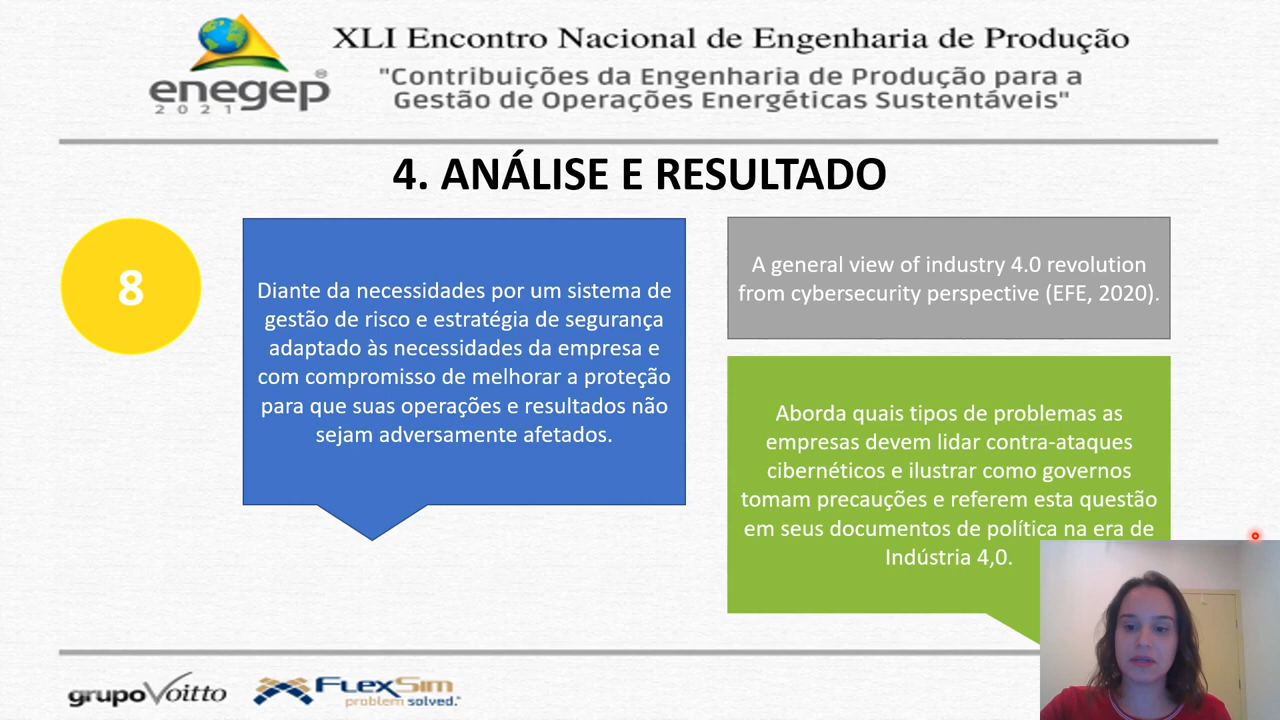 XLI Encontro Nacional de Engenharia de Produção
"Contribuições da Engenharia de Produção para a
Gestão de Operações Energéticas Sustentáveis"
enegep®
2021
4. ANÁLISE E RESULTADO
8
Diante da necessidades por um sistema de
gestão de risco e estratégia de segurança
adaptado às necessidades da empresa e
com compromisso de melhorar a proteção
para que suas operações e resultados não
sejam adversamente afetados.
A general view of industry 4.0 revolution
from cybersecurity perspective (EFE, 2020).
Aborda quais tipos de problemas as
empresas devem lidar contra-ataques
cibernéticos e ilustrar como governos
tomam precauções e referem esta questão
em seus documentos de política na era de
Indústria 4,0.
grupoVoitto
FLEXSIM
problem solved.